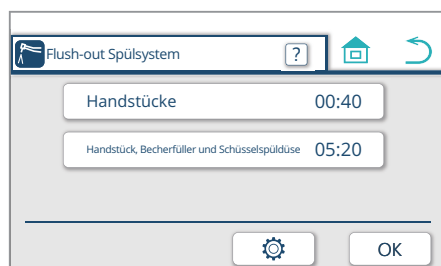 Flush-out Spülsystem ?
Handstücke 00:40
Handstück, Becherfüller und Schüsselspüldüse 05:20
OK